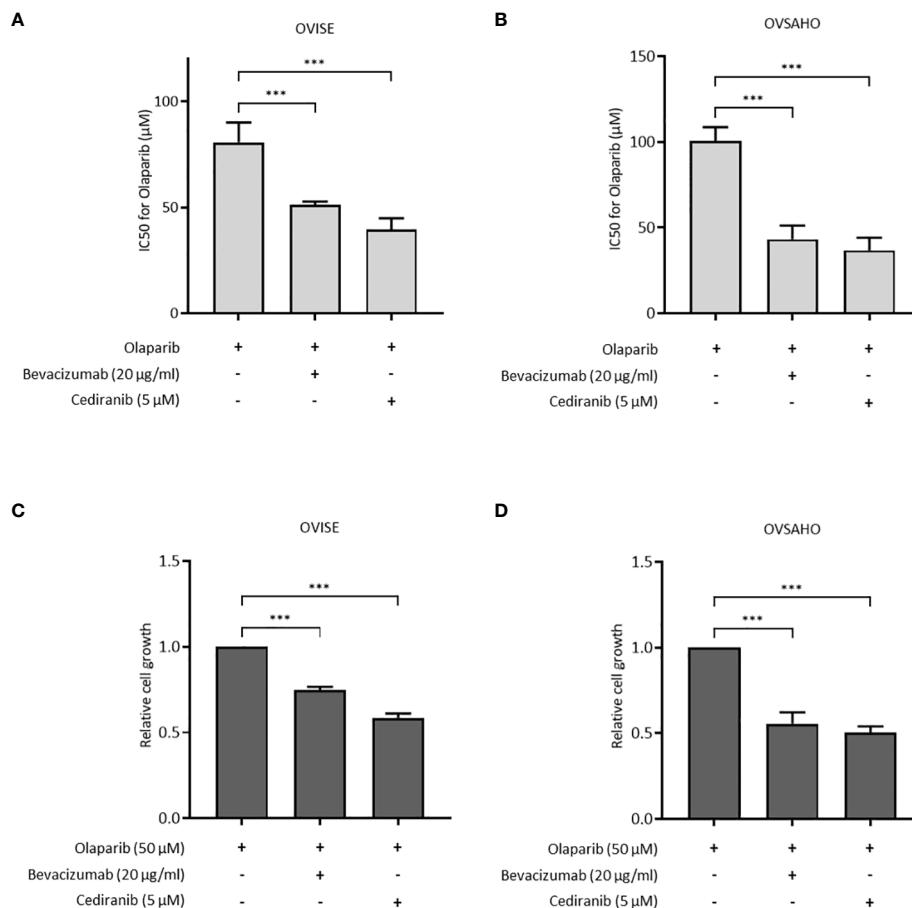 A
OVISE
***
***
IC50 for Olaparib (µM)
100
50
0
Olaparib + + +
Bevacizumab (20 µg/ml) - + -
Cediranib (5 µM) - - +
B
OVSAHO
***
***
IC50 for Olaparib (µM)
150
100
50
0
Olaparib + + +
Bevacizumab (20 µg/ml) - + -
Cediranib (5 µM) - - +
C
OVISE
***
***
Relative cell growth
1.5
1.0
0.5
0.0
Olaparib (50 µM) + + +
Bevacizumab (20 µg/ml) - + -
Cediranib (5 µM) - - +
D
OVSAHO
***
***
Relative cell growth
1.5
1.0
0.5
0.0
Olaparib (50 µM) + + +
Bevacizumab (20 µg/ml) - + -
Cediranib (5 µM) - - +